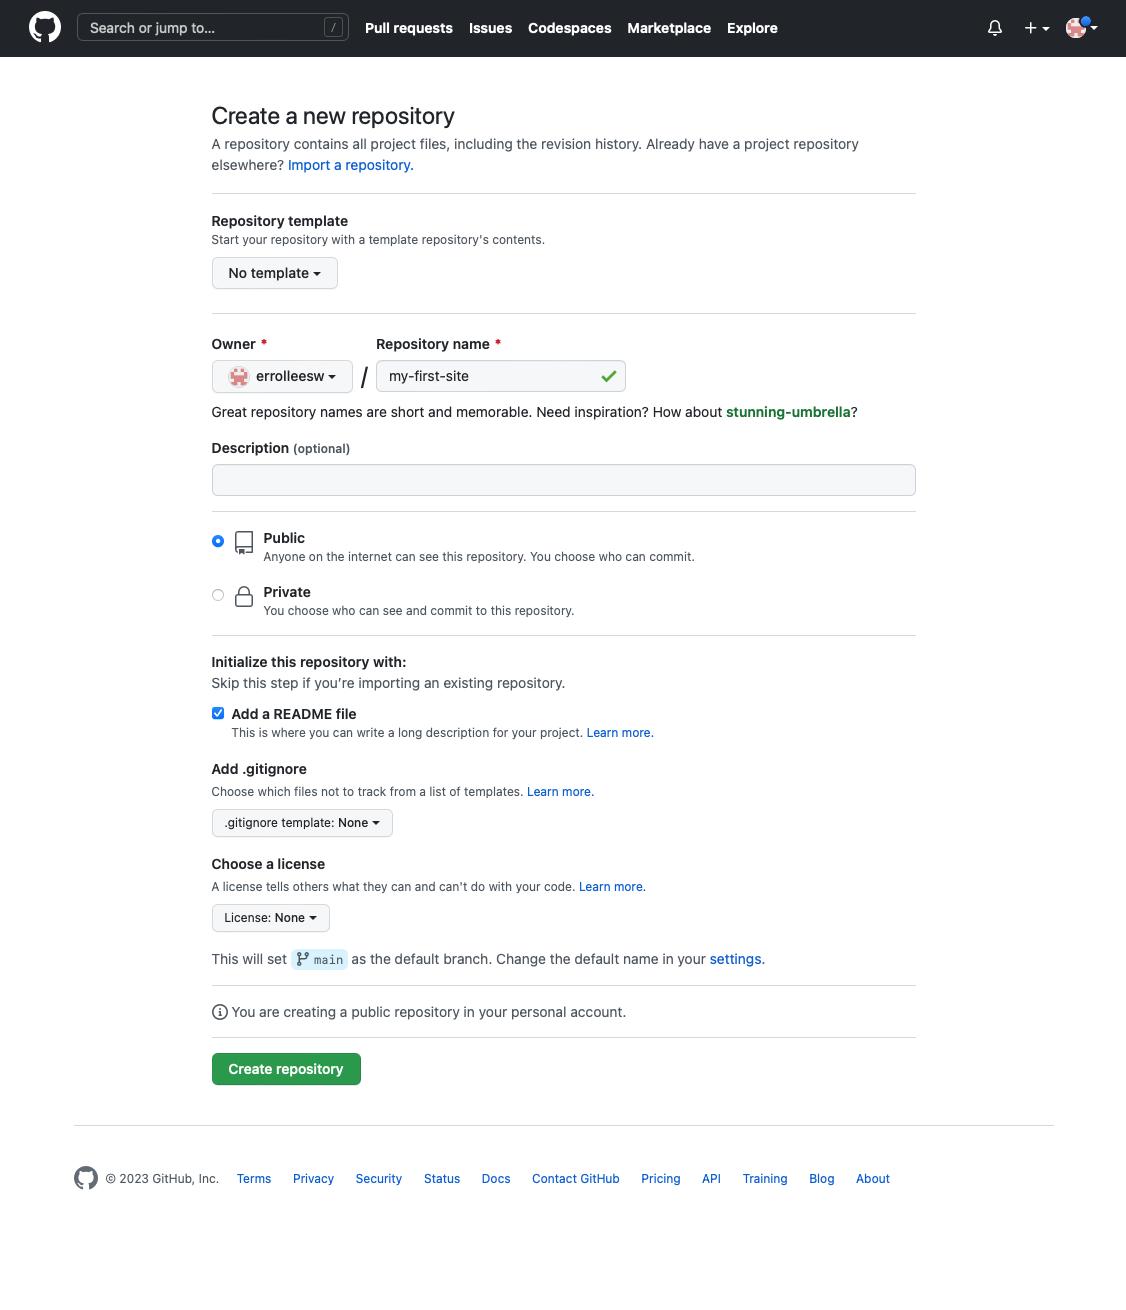 Search or jump to... / Pull requests Issues Codespaces Marketplace Explore
Create a new repository
A repository contains all project files, including the revision history. Already have a project repository
elsewhere? Import a repository.
Repository template
Start your repository with a template repository's contents.
No template
Owner * Repository name *
errolleesw / my-first-site
Great repository names are short and memorable. Need inspiration? How about stunning-umbrella?
Description (optional)
Public
Anyone on the internet can see this repository. You choose who can commit.
Private
You choose who can see and commit to this repository.
Initialize this repository with:
Skip this step if you’re importing an existing repository.
Add a README file
This is where you can write a long description for your project. Learn more.
Add .gitignore
Choose which files not to track from a list of templates. Learn more.
.gitignore template: None
Choose a license
A license tells others what they can and can't do with your code. Learn more.
License: None
This will set main as the default branch. Change the default name in your settings.
You are creating a public repository in your personal account.
Create repository
© 2023 GitHub, Inc. Terms Privacy Security Status Docs Contact GitHub Pricing API Training Blog About